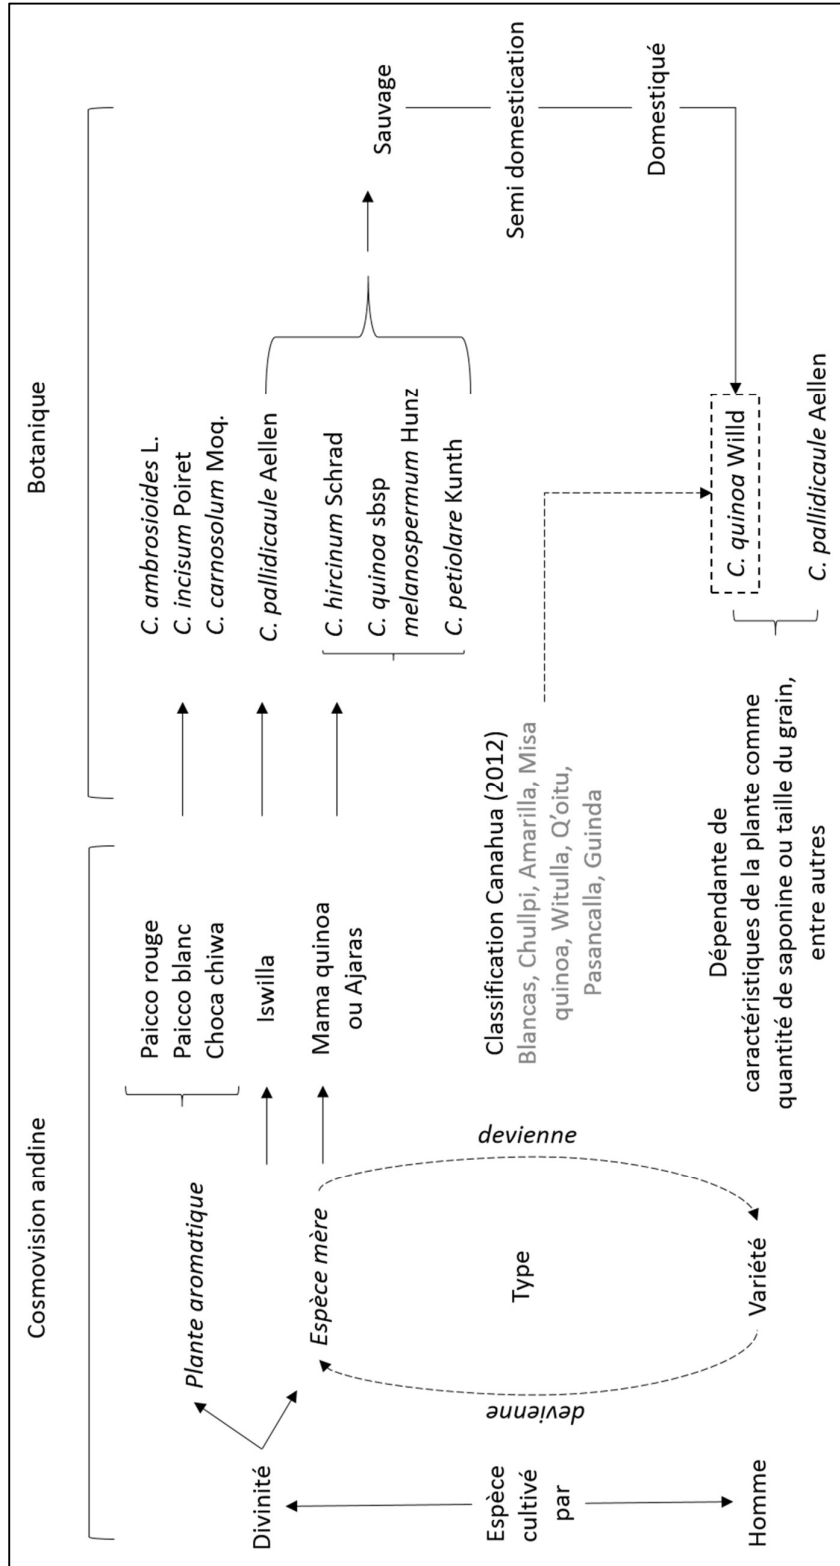 Cosmovision andine
Botanique
Divinité
Espèce
cultivé
par
Homme
Plante aromatique
Espèce mère
Type
Variété
devienne
devienne
Paicco rouge
Paicco blanc
Choca chiwa
Iswilla
Mama quinoa
ou Ajaras
C. ambrosioides L.
C. incisum Poiret
C. carnosolum Moq.
C. pallidicaule Aellen
C. hircinum Schrad
C. quinoa sbsp
melanospermum Hunz
C. petiolare Kunth
Sauvage
Semi domestication
Domestiqué
Classification Canahua (2012)
Blancas, Chullpi, Amarilla, Misa
quinoa, Witulla, Q'oitu,
Pasancalla, Guinda
Dépendante de
caractéristiques de la plante comme
quantité de saponine ou taille du grain,
entre autres
C. quinoa Willd
C. pallidicaule Aellen